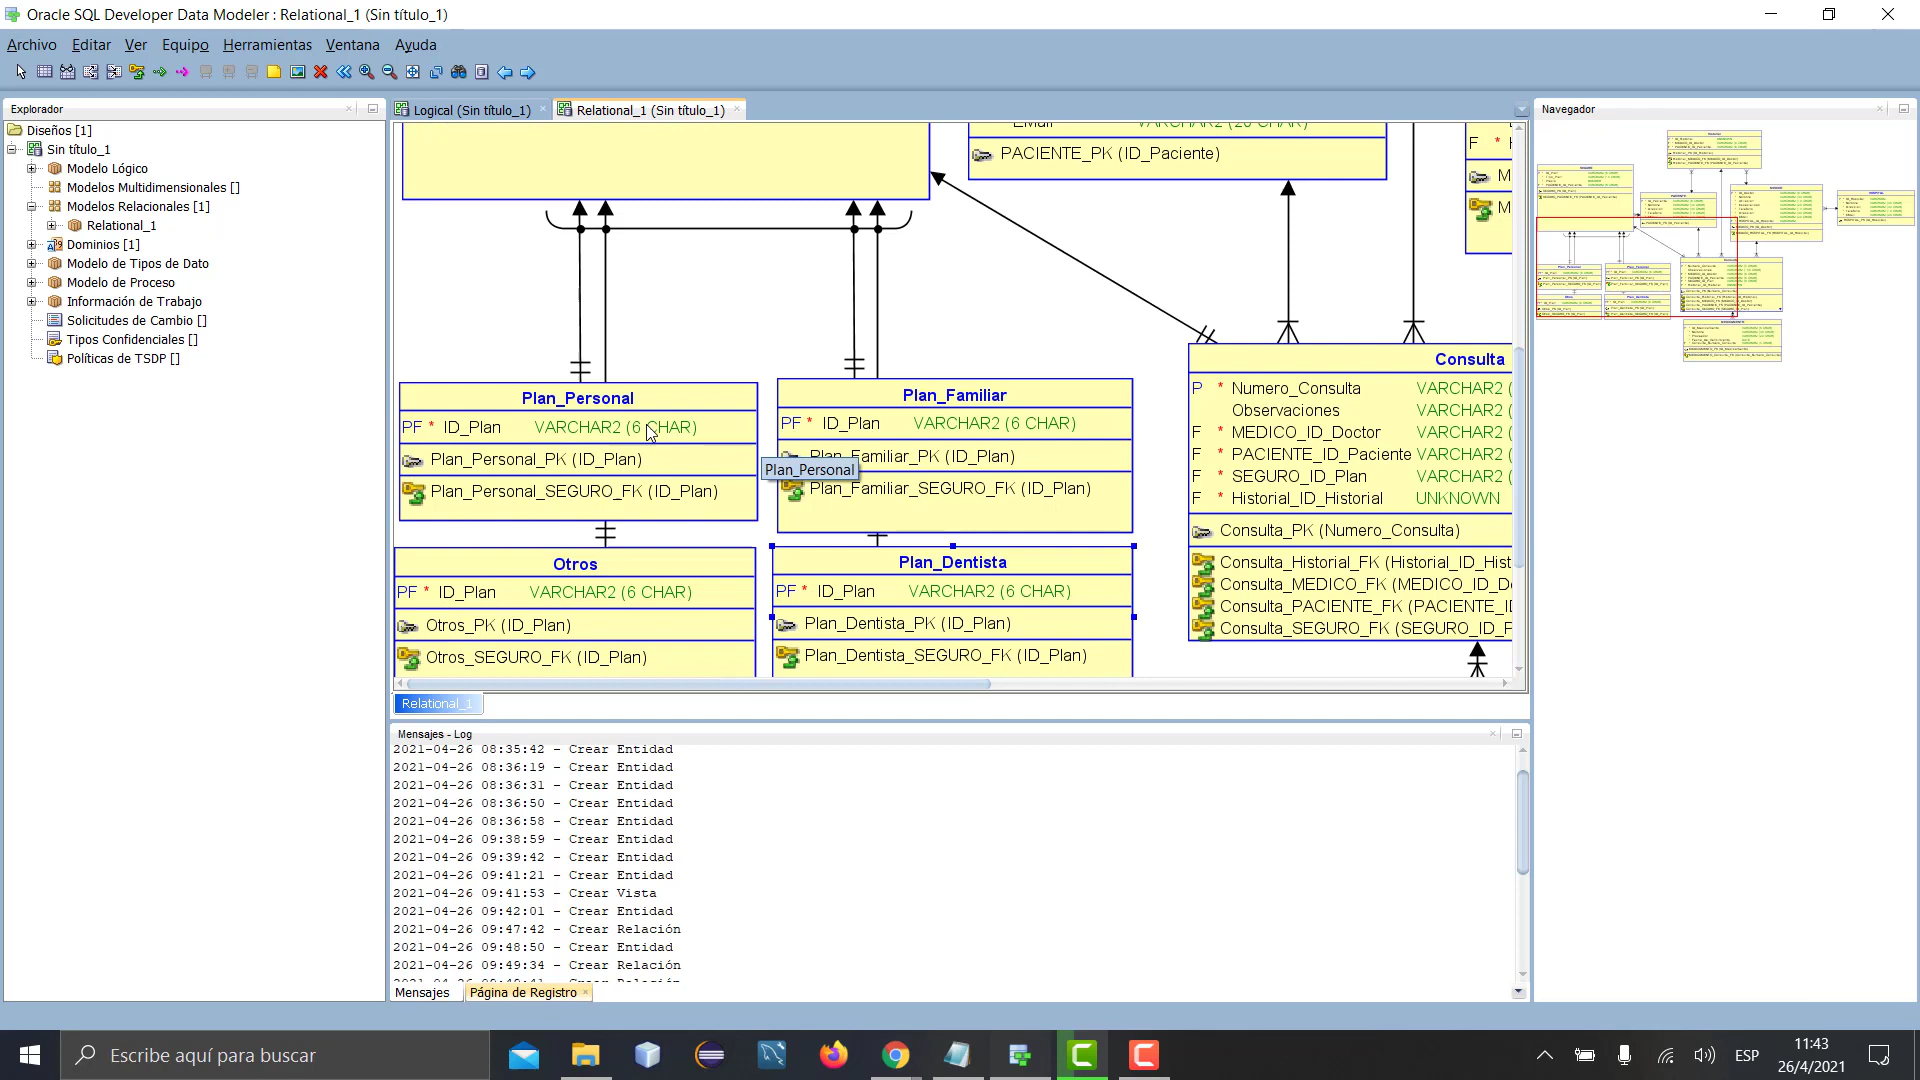 Oracle SQL Developer Data Modeler : Relational_1 (Sin título_1)
Archivo Editar Ver Equipo Herramientas Ventana Ayuda
Explorador
Diseños [1]
Sin título_1
Modelo Lógico
Modelos Multidimensionales []
Modelos Relacionales [1]
Relational_1
Dominios [1]
Modelo de Tipos de Dato
Modelo de Proceso
Información de Trabajo
Solicitudes de Cambio []
Tipos Confidenciales []
Políticas de TSDP []
Logical (Sin título_1)
Relational_1 (Sin título_1)
PACIENTE_PK (ID_Paciente)
Plan_Personal
PF * ID_Plan VARCHAR2 (6 CHAR)
Plan_Personal_PK (ID_Plan)
Plan_Personal_SEGURO_FK (ID_Plan)
Plan_Personal
Plan_Familiar
PF * ID_Plan VARCHAR2 (6 CHAR)
Plan_Familiar_PK (ID_Plan)
Plan_Familiar_SEGURO_FK (ID_Plan)
Otros
PF * ID_Plan VARCHAR2 (6 CHAR)
Otros_PK (ID_Plan)
Otros_SEGURO_FK (ID_Plan)
Plan_Dentista
PF * ID_Plan VARCHAR2 (6 CHAR)
Plan_Dentista_PK (ID_Plan)
Plan_Dentista_SEGURO_FK (ID_Plan)
F *
M
M
Consulta
P * Numero_Consulta VARCHAR2 (
Observaciones VARCHAR2 (
F * MEDICO_ID_Doctor VARCHAR2 (
F * PACIENTE_ID_Paciente VARCHAR2 (
F * SEGURO_ID_Plan VARCHAR2 (
F * Historial_ID_Historial UNKNOWN
Consulta_PK (Numero_Consulta)
Consulta_Historial_FK (Historial_ID_Hist
Consulta_MEDICO_FK (MEDICO_ID_D
Consulta_PACIENTE_FK (PACIENTE_I
Consulta_SEGURO_FK (SEGURO_ID_P
Relational_1
Mensajes - Log
2021-04-26 08:35:42 - Crear Entidad
2021-04-26 08:36:19 - Crear Entidad
2021-04-26 08:36:31 - Crear Entidad
2021-04-26 08:36:50 - Crear Entidad
2021-04-26 08:36:58 - Crear Entidad
2021-04-26 09:38:59 - Crear Entidad
2021-04-26 09:39:42 - Crear Entidad
2021-04-26 09:41:21 - Crear Entidad
2021-04-26 09:41:53 - Crear Vista
2021-04-26 09:42:01 - Crear Entidad
2021-04-26 09:47:42 - Crear Relación
2021-04-26 09:48:50 - Crear Entidad
2021-04-26 09:49:34 - Crear Relación
Mensajes
Página de Registro
Navegador
Escribe aquí para buscar
ESP
11:43
26/4/2021